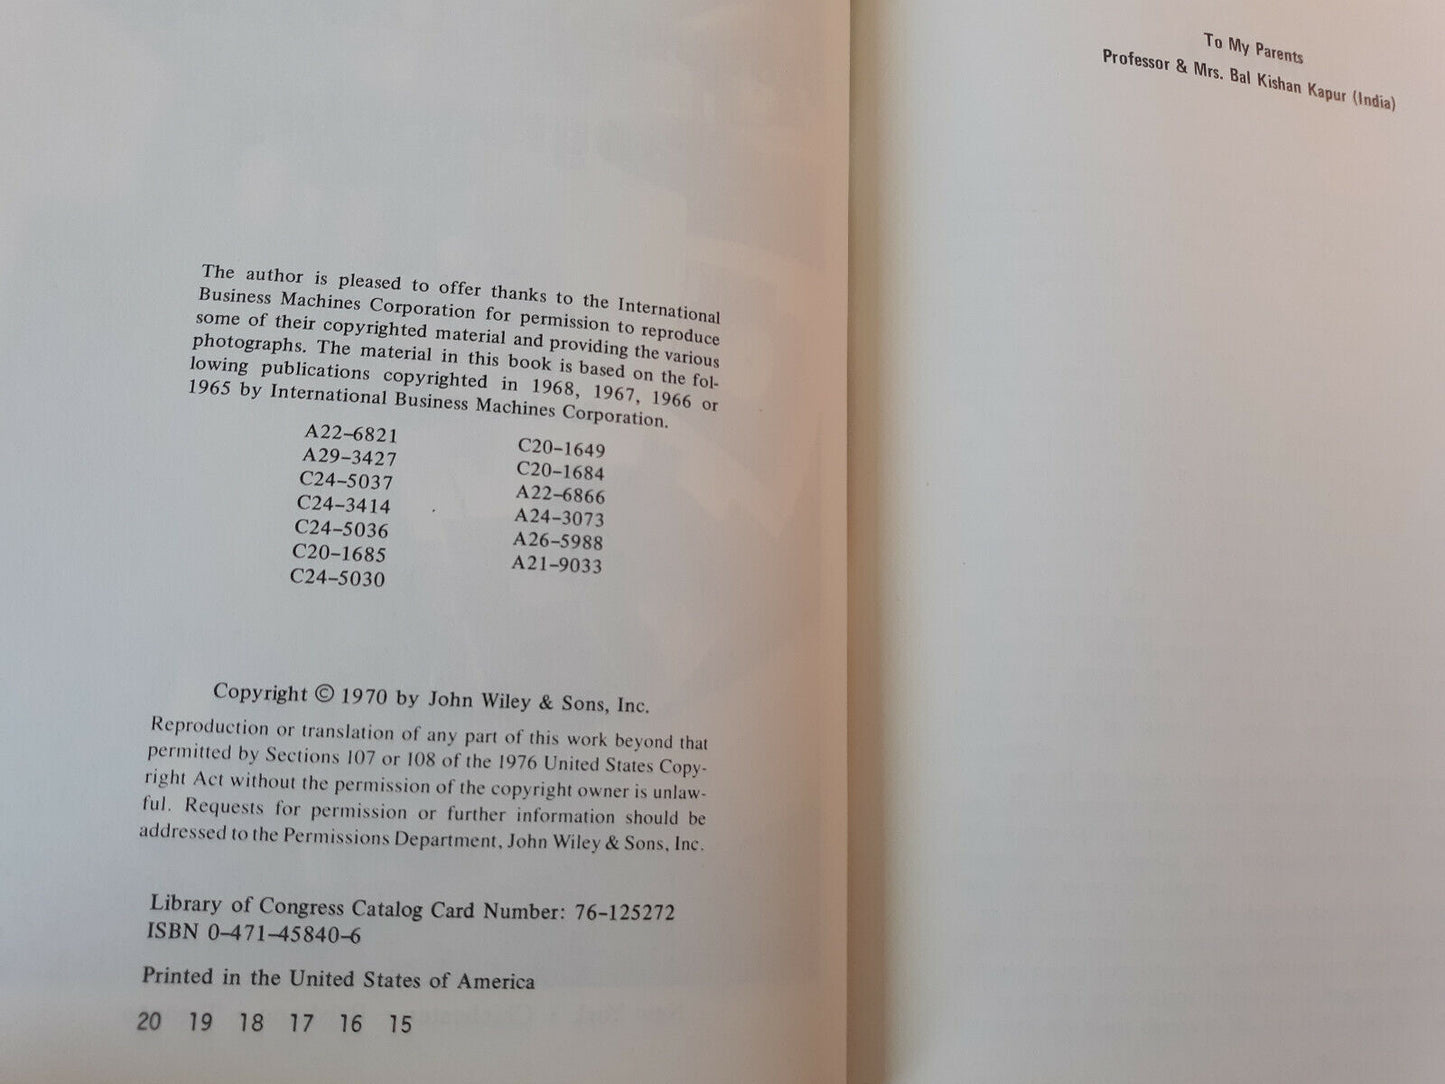 The author is pleased to offer thanks to the International
Business Machines Corporation for permission to reproduce
some of their copyrighted material and providing the various
photographs. The material in this book is based on the fol-
lowing publications copyrighted in 1968, 1967, 1966 or
1965 by International Business Machines Corporation.
A22–6821
A29–3427
C24–5037
C24–3414
C24–5036
C20–1685
C24–5030
C20–1649
C20–1684
A22–6866
A24–3073
A26–5988
A21–9033
Copyright © 1970 by John Wiley & Sons, Inc.
Reproduction or translation of any part of this work beyond that
permitted by Sections 107 or 108 of the 1976 United States Copy-
right Act without the permission of the copyright owner is unlaw-
ful. Requests for permission or further information should be
addressed to the Permissions Department, John Wiley & Sons, Inc.
Library of Congress Catalog Card Number: 76–125272
ISBN 0–471–45840–6
Printed in the United States of America
20 19 18 17 16 15
To My Parents
Professor & Mrs. Bal Kishan Kapur (India)